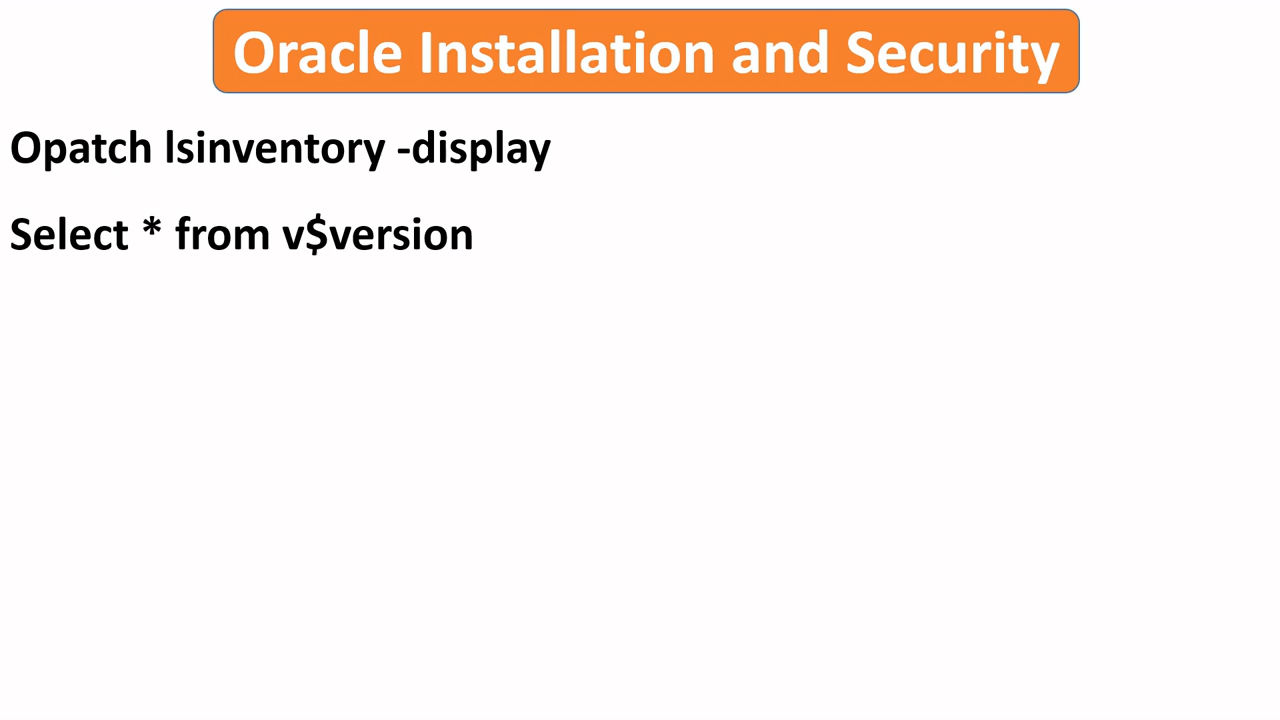 Oracle Installation and Security
Opatch lsinventory -display
Select * from v$version